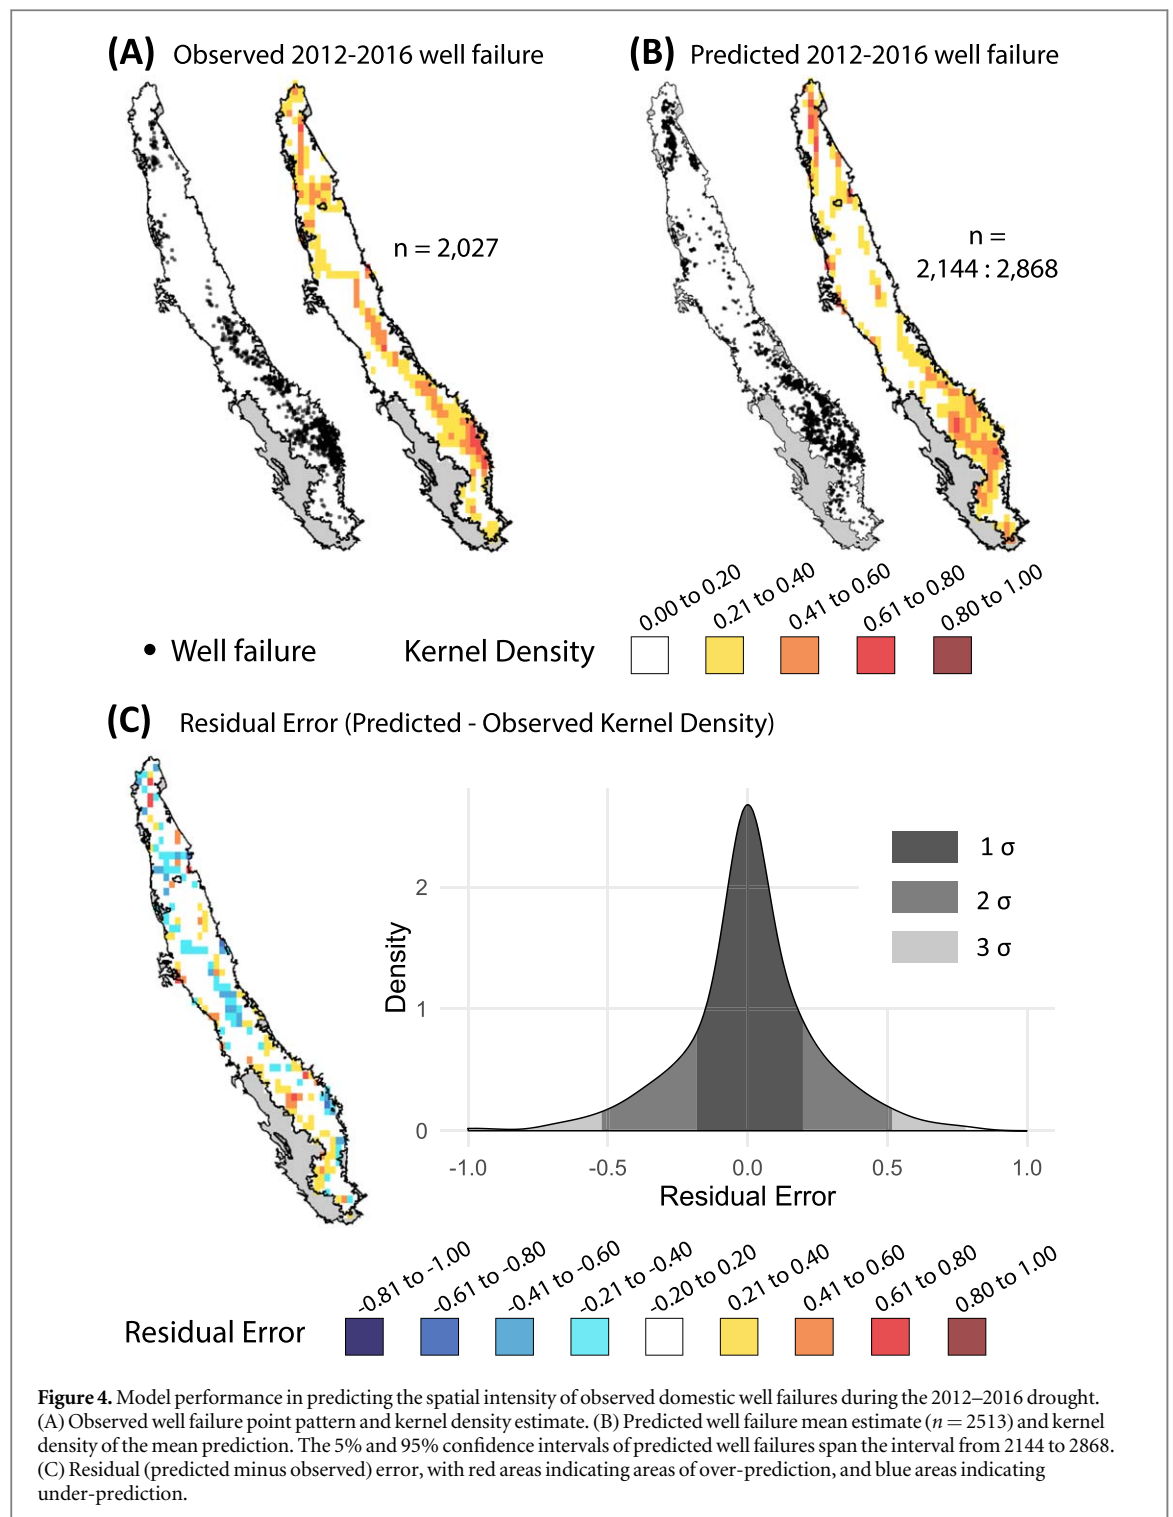 (A) Observed 2012-2016 well failure
(B) Predicted 2012-2016 well failure
n = 2,027
n =
2,144 : 2,868
● Well failure
Kernel Density
0.00 to 0.20
0.21 to 0.40
0.41 to 0.60
0.61 to 0.80
0.80 to 1.00
(C) Residual Error (Predicted - Observed Kernel Density)
1 σ
2 σ
3 σ
Density
2
1
0
-1.0
-0.5
0.0
0.5
1.0
Residual Error
Residual Error
-0.81 to -1.00
-0.61 to -0.80
-0.41 to -0.60
-0.21 to -0.40
-0.20 to 0.20
0.21 to 0.40
0.41 to 0.60
0.61 to 0.80
0.80 to 1.00
Figure 4. Model performance in predicting the spatial intensity of observed domestic well failures during the 2012–2016 drought.
(A) Observed well failure point pattern and kernel density estimate. (B) Predicted well failure mean estimate (n = 2513) and kernel
density of the mean prediction. The 5% and 95% confidence intervals of predicted well failures span the interval from 2144 to 2868.
(C) Residual (predicted minus observed) error, with red areas indicating areas of over-prediction, and blue areas indicating
under-prediction.